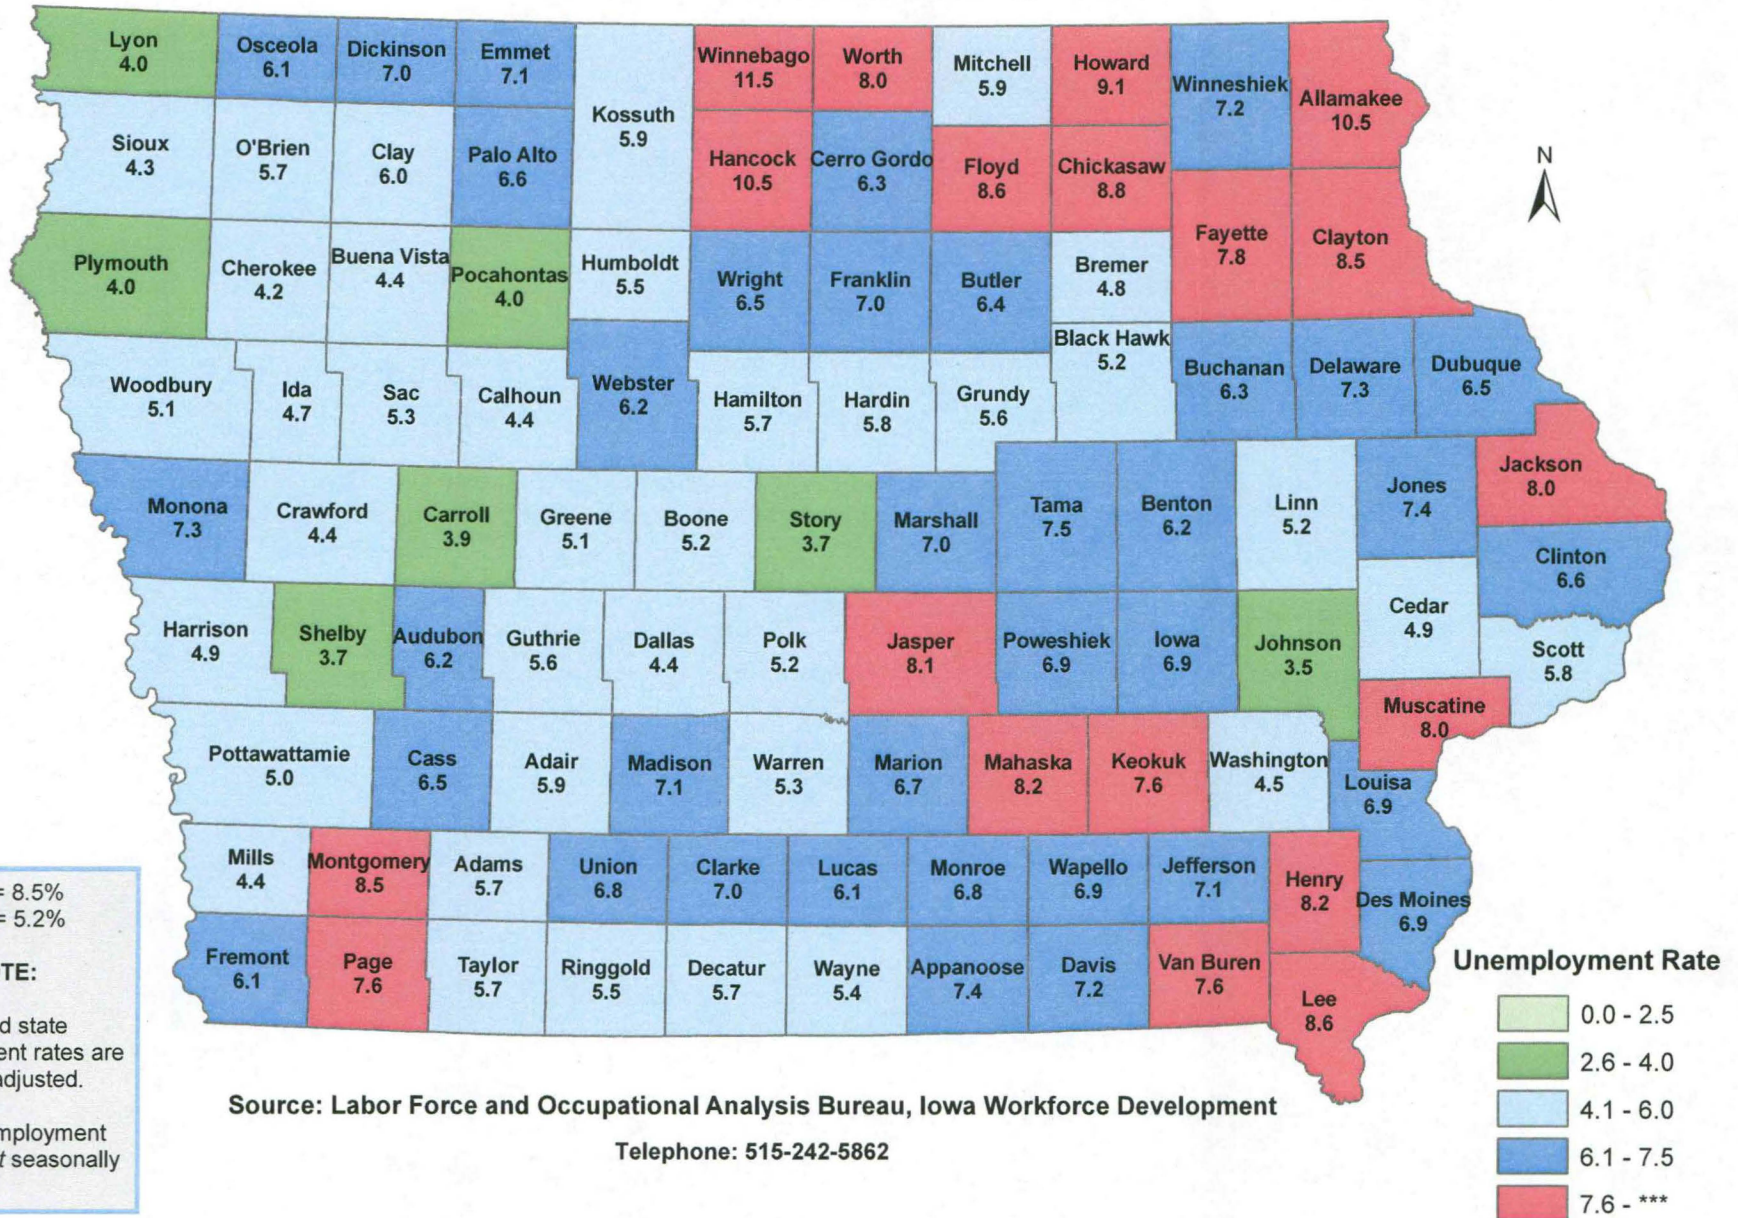 Lyon
4.0
Osceola
6.1
Dickinson
7.0
Emmet
7.1
Kossuth
5.9
Winnebago
11.5
Worth
8.0
Mitchell
5.9
Howard
9.1
Winneshiek
7.2
Allamakee
10.5
Sioux
4.3
O'Brien
5.7
Clay
6.0
Palo Alto
6.6
Hancock
10.5
Cerro Gordo
6.3
Floyd
8.6
Chickasaw
8.8
N
Plymouth
4.0
Cherokee
4.2
Buena Vista
4.4
Pocahontas
4.0
Humboldt
5.5
Wright
6.5
Franklin
7.0
Butler
6.4
Bremer
4.8
Fayette
7.8
Clayton
8.5
Woodbury
5.1
Ida
4.7
Sac
5.3
Calhoun
4.4
Webster
6.2
Hamilton
5.7
Hardin
5.8
Grundy
5.6
Black Hawk
5.2
Buchanan
6.3
Delaware
7.3
Dubuque
6.5
Monona
7.3
Crawford
4.4
Carroll
3.9
Greene
5.1
Boone
5.2
Story
3.7
Marshall
7.0
Tama
7.5
Benton
6.2
Linn
5.2
Jones
7.4
Jackson
8.0
Clinton
6.6
Harrison
4.9
Shelby
3.7
Audubon
6.2
Guthrie
5.6
Dallas
4.4
Polk
5.2
Jasper
8.1
Poweshiek
6.9
Iowa
6.9
Johnson
3.5
Cedar
4.9
Scott
5.8
Muscatine
8.0
Pottawattamie
5.0
Cass
6.5
Adair
5.9
Madison
7.1
Warren
5.3
Marion
6.7
Mahaska
8.2
Keokuk
7.6
Washington
4.5
Louisa
6.9
Mills
4.4
Montgomery
8.5
Adams
5.7
Union
6.8
Clarke
7.0
Lucas
6.1
Monroe
6.8
Wapello
6.9
Jefferson
7.1
Henry
8.2
Des Moines
6.9
Fremont
6.1
Page
7.6
Taylor
5.7
Ringgold
5.5
Decatur
5.7
Wayne
5.4
Appanoose
7.4
Davis
7.2
Van Buren
7.6
Lee
8.6
= 8.5%
= 5.2%
TE:
d state
ent rates are
adjusted.
mployment
t seasonally
Source: Labor Force and Occupational Analysis Bureau, Iowa Workforce Development
Telephone: 515-242-5862
Unemployment Rate
0.0 - 2.5
2.6 - 4.0
4.1 - 6.0
6.1 - 7.5
7.6 - ***